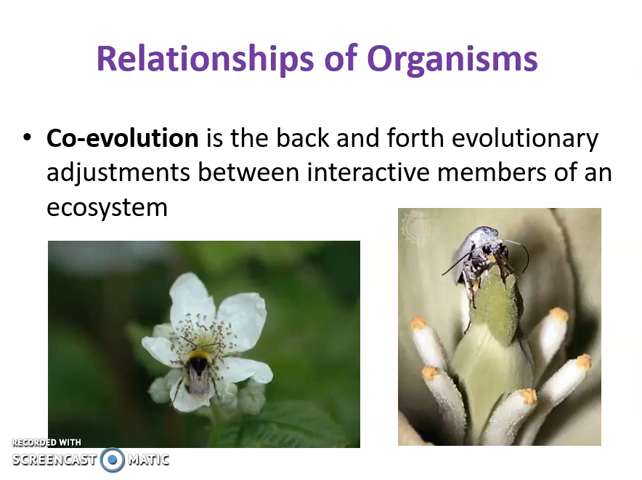 Relationships of Organisms
• Co-evolution is the back and forth evolutionary
adjustments between interactive members of an
ecosystem
RECORDED WITH
SCREENCAST MATIC